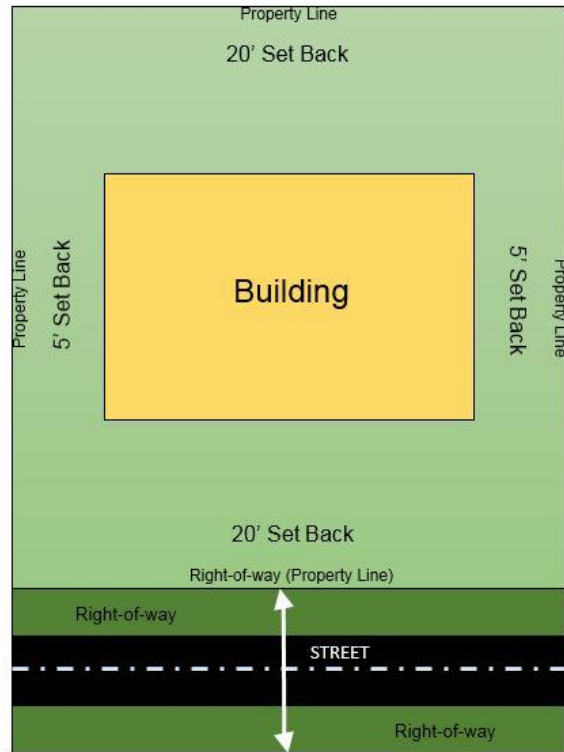 Property Line
20' Set Back
Property Line
5' Set Back
Building
5' Set Back
Property Line
20' Set Back
Right-of-way (Property Line)
Right-of-way
STREET
Right-of-way